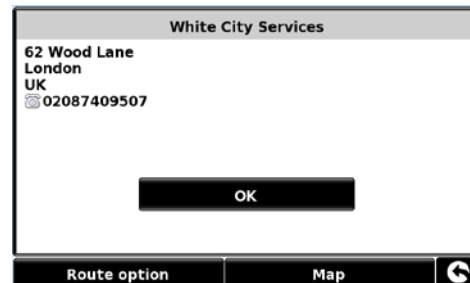 White City Services
62 Wood Lane
London
UK
☏02087409507
OK
Route option
Map